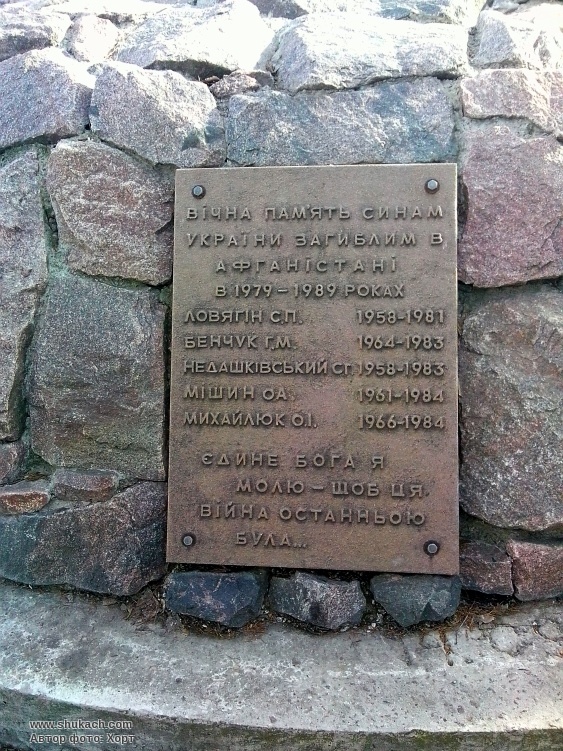 ВІЧНА ПАМ'ЯТЬ СИНАМ
УКРАЇНИ ЗАГИБЛИМ В
АФГАНІСТАНІ
В 1979 – 1989 РОКАХ
ЛОВЯГІН С.П. 1958-1981
БЕНЧУК Г.М. 1964-1983
НЕДАШКІВСЬКИЙ С.Г. 1958-1983
МІШИН О.А. 1961-1984
МИХАЙЛЮК О.І. 1966-1984
ЄДИНЕ БОГА Я
МОЛЮ – ЩОБ ЦЯ
ВІЙНА ОСТАННЬОЮ
БУЛА...
www.shukach.com
Автор фото: Хорт